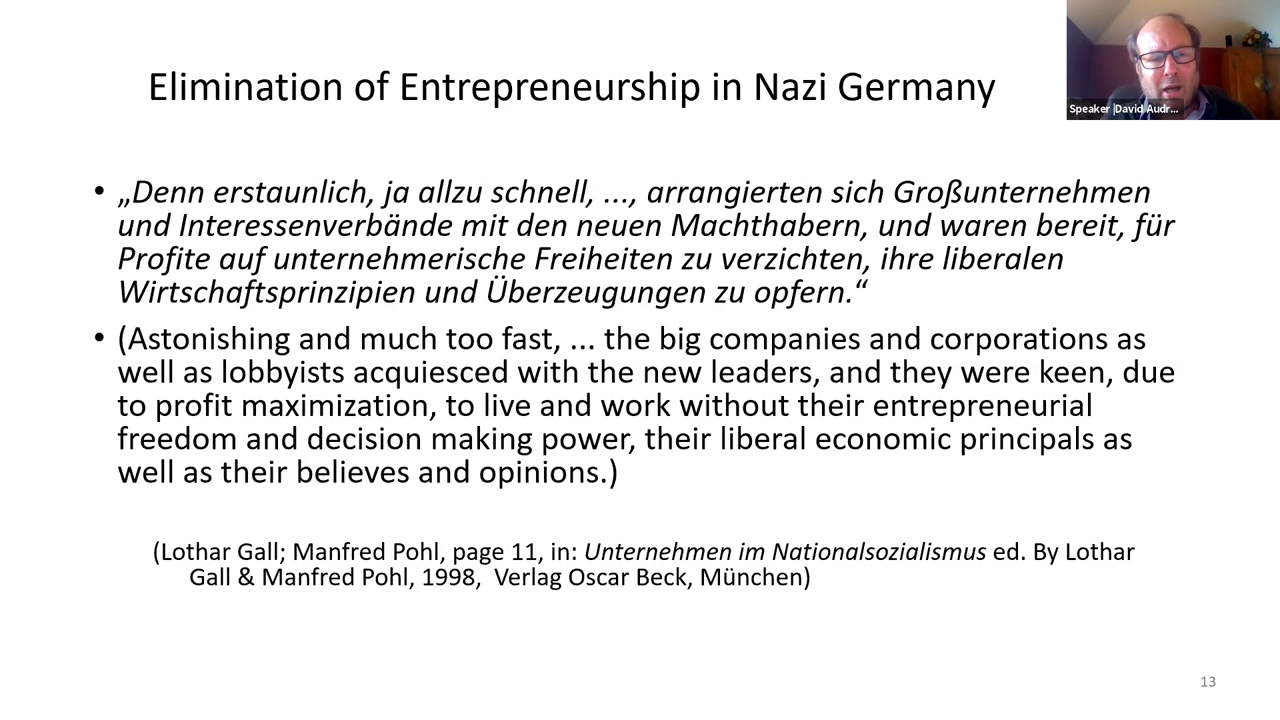 Elimination of Entrepreneurship in Nazi Germany
Speaker |David Audr...
• „Denn erstaunlich, ja allzu schnell, ..., arrangierten sich Großunternehmen
und Interessenverbände mit den neuen Machthabern, und waren bereit, für
Profite auf unternehmerische Freiheiten zu verzichten, ihre liberalen
Wirtschaftsprinzipien und Überzeugungen zu opfern.“
• (Astonishing and much too fast, ... the big companies and corporations as
well as lobbyists acquiesced with the new leaders, and they were keen, due
to profit maximization, to live and work without their entrepreneurial
freedom and decision making power, their liberal economic principals as
well as their believes and opinions.)
(Lothar Gall; Manfred Pohl, page 11, in: Unternehmen im Nationalsozialismus ed. By Lothar
Gall & Manfred Pohl, 1998, Verlag Oscar Beck, München)
13